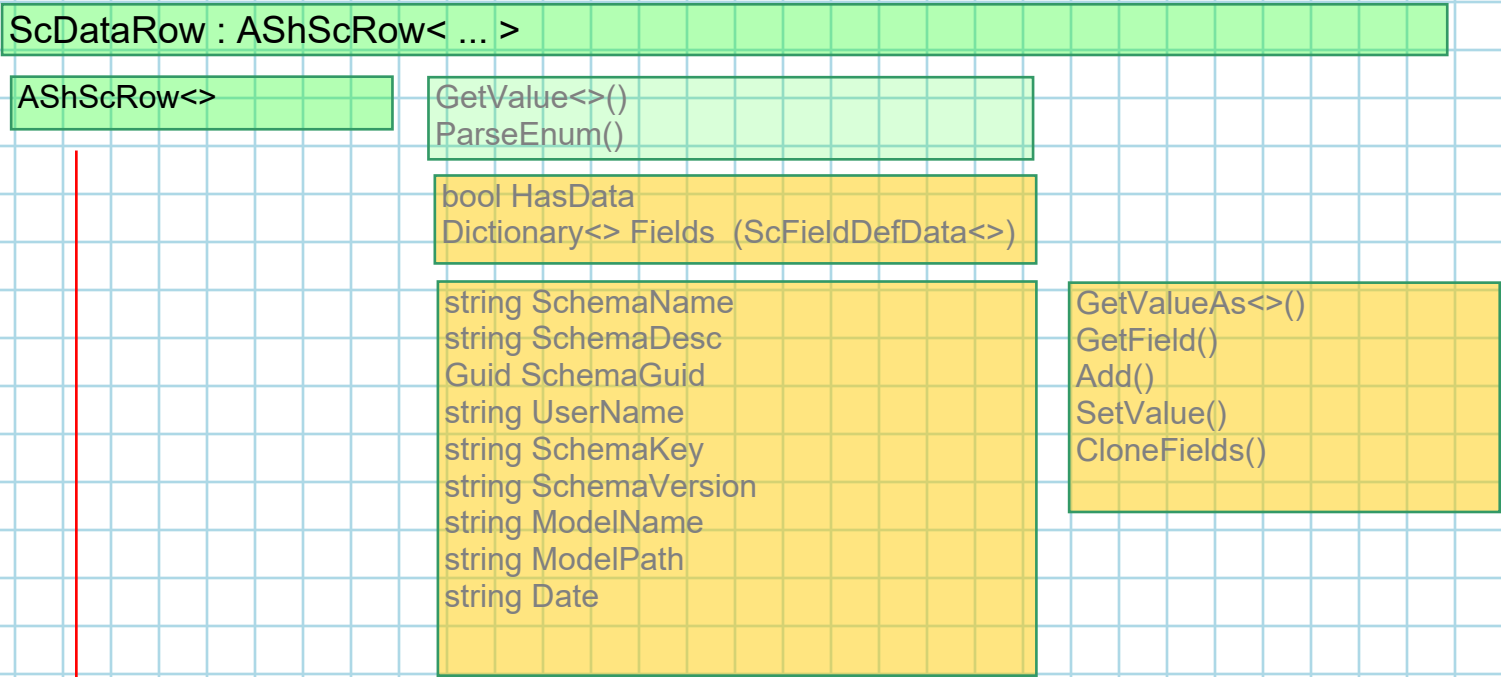 ScDataRow : AShScRow< ... >
AShScRow<>
GetValue<>()
ParseEnum()
bool HasData
Dictionary<> Fields  (ScFieldDefData<>)
string SchemaName
string SchemaDesc
Guid SchemaGuid
string UserName
string SchemaKey
string SchemaVersion
string ModelName
string ModelPath
string Date
GetValueAs<>()
GetField()
Add()
SetValue()
CloneFields()